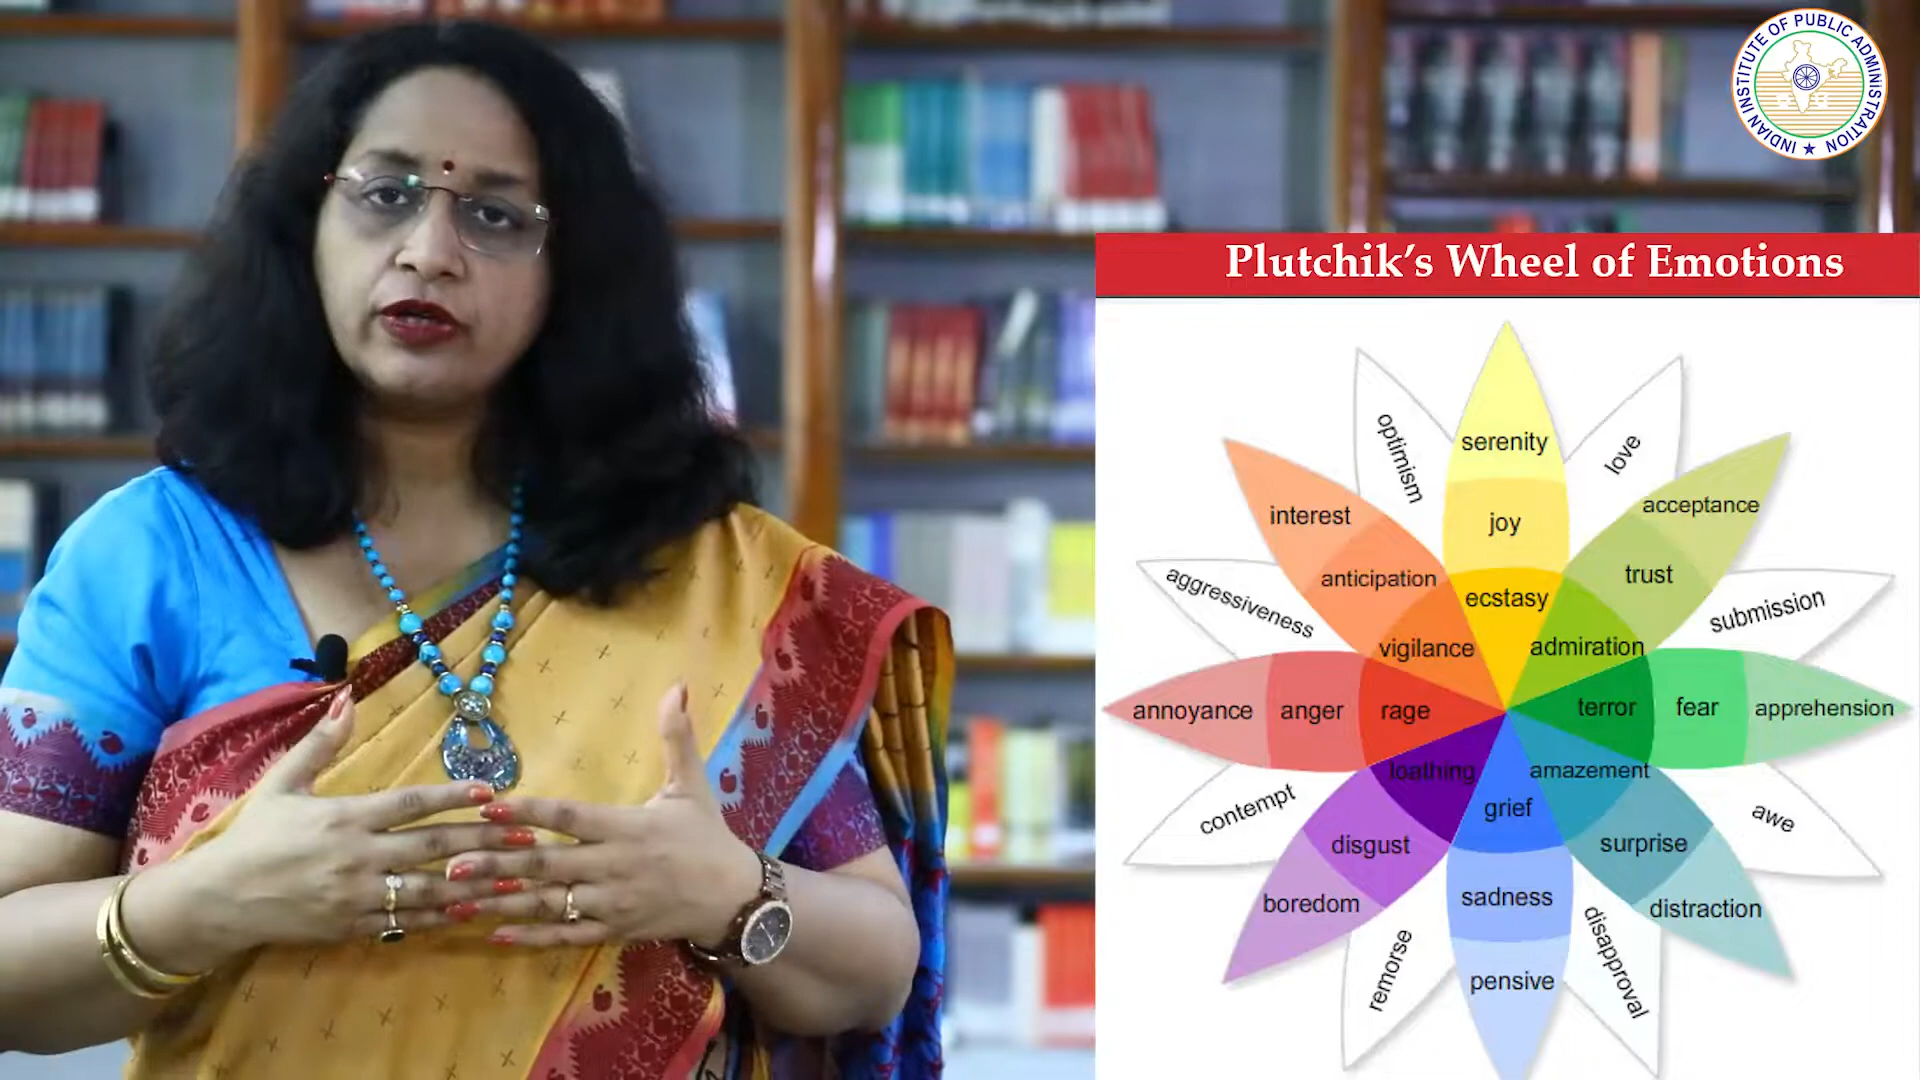 INDIAN INSTITUTE OF PUBLIC ADMINISTRATION
Plutchik’s Wheel of Emotions
optimism
serenity
love
interest
joy
acceptance
aggressiveness
anticipation
ecstasy
trust
submission
vigilance
admiration
annoyance
anger
rage
terror
fear
apprehension
loathing
amazement
contempt
grief
awe
disgust
surprise
boredom
sadness
distraction
remorse
pensive
disapproval